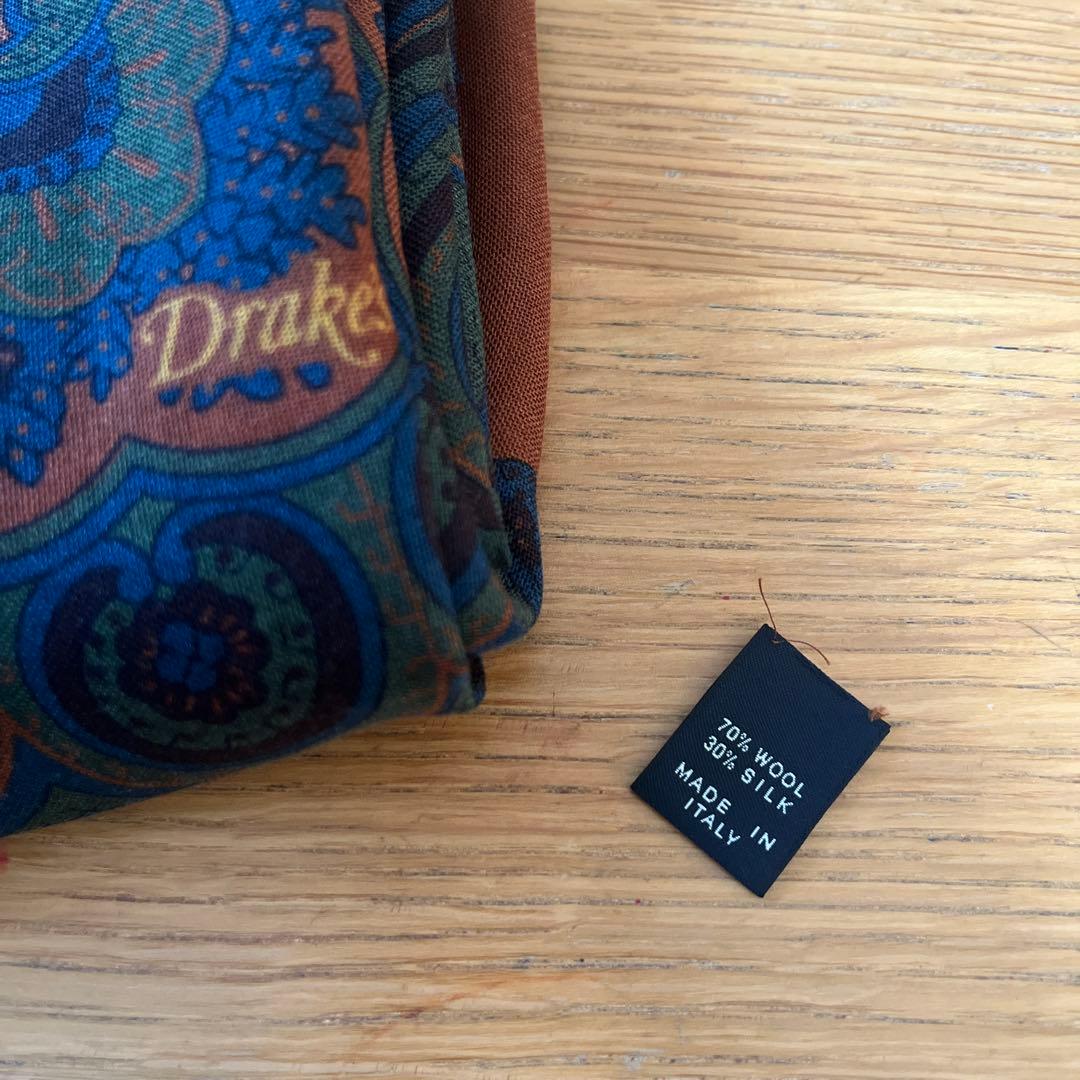 Drake's
70% WOOL
30% SILK
MADE IN
ITALY